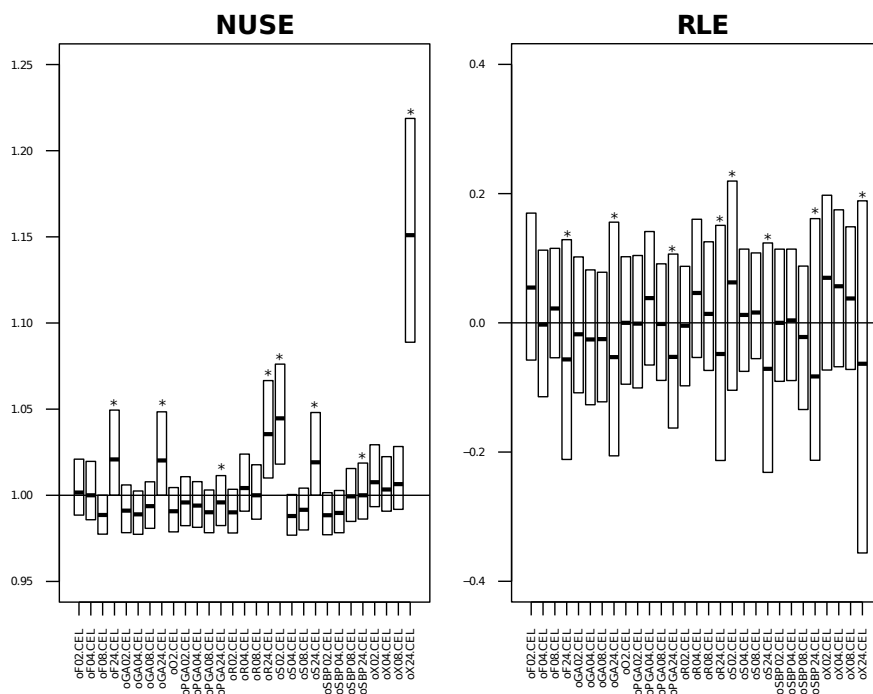 NUSE
1.25
1.20
1.15
1.10
1.05
1.00
0.95
oF02.CEL
oF04.CEL
oF08.CEL
oF24.CEL
oGA02.CEL
oGA04.CEL
oGA08.CEL
oGA24.CEL
oO2.CEL
oPGA02.CEL
oPGA04.CEL
oPGA08.CEL
oPGA24.CEL
oR02.CEL
oR04.CEL
oR08.CEL
oR24.CEL
oS02.CEL
oS04.CEL
oS08.CEL
oS24.CEL
oSBP02.CEL
oSBP04.CEL
oSBP08.CEL
oSBP24.CEL
oX02.CEL
oX04.CEL
oX08.CEL
oX24.CEL
RLE
0.4
0.2
0.0
−0.2
−0.4
oF02.CEL
oF04.CEL
oF08.CEL
oF24.CEL
oGA02.CEL
oGA04.CEL
oGA08.CEL
oGA24.CEL
oO2.CEL
oPGA02.CEL
oPGA04.CEL
oPGA08.CEL
oPGA24.CEL
oR02.CEL
oR04.CEL
oR08.CEL
oR24.CEL
oS02.CEL
oS04.CEL
oS08.CEL
oS24.CEL
oSBP02.CEL
oSBP04.CEL
oSBP08.CEL
oSBP24.CEL
oX02.CEL
oX04.CEL
oX08.CEL
oX24.CEL